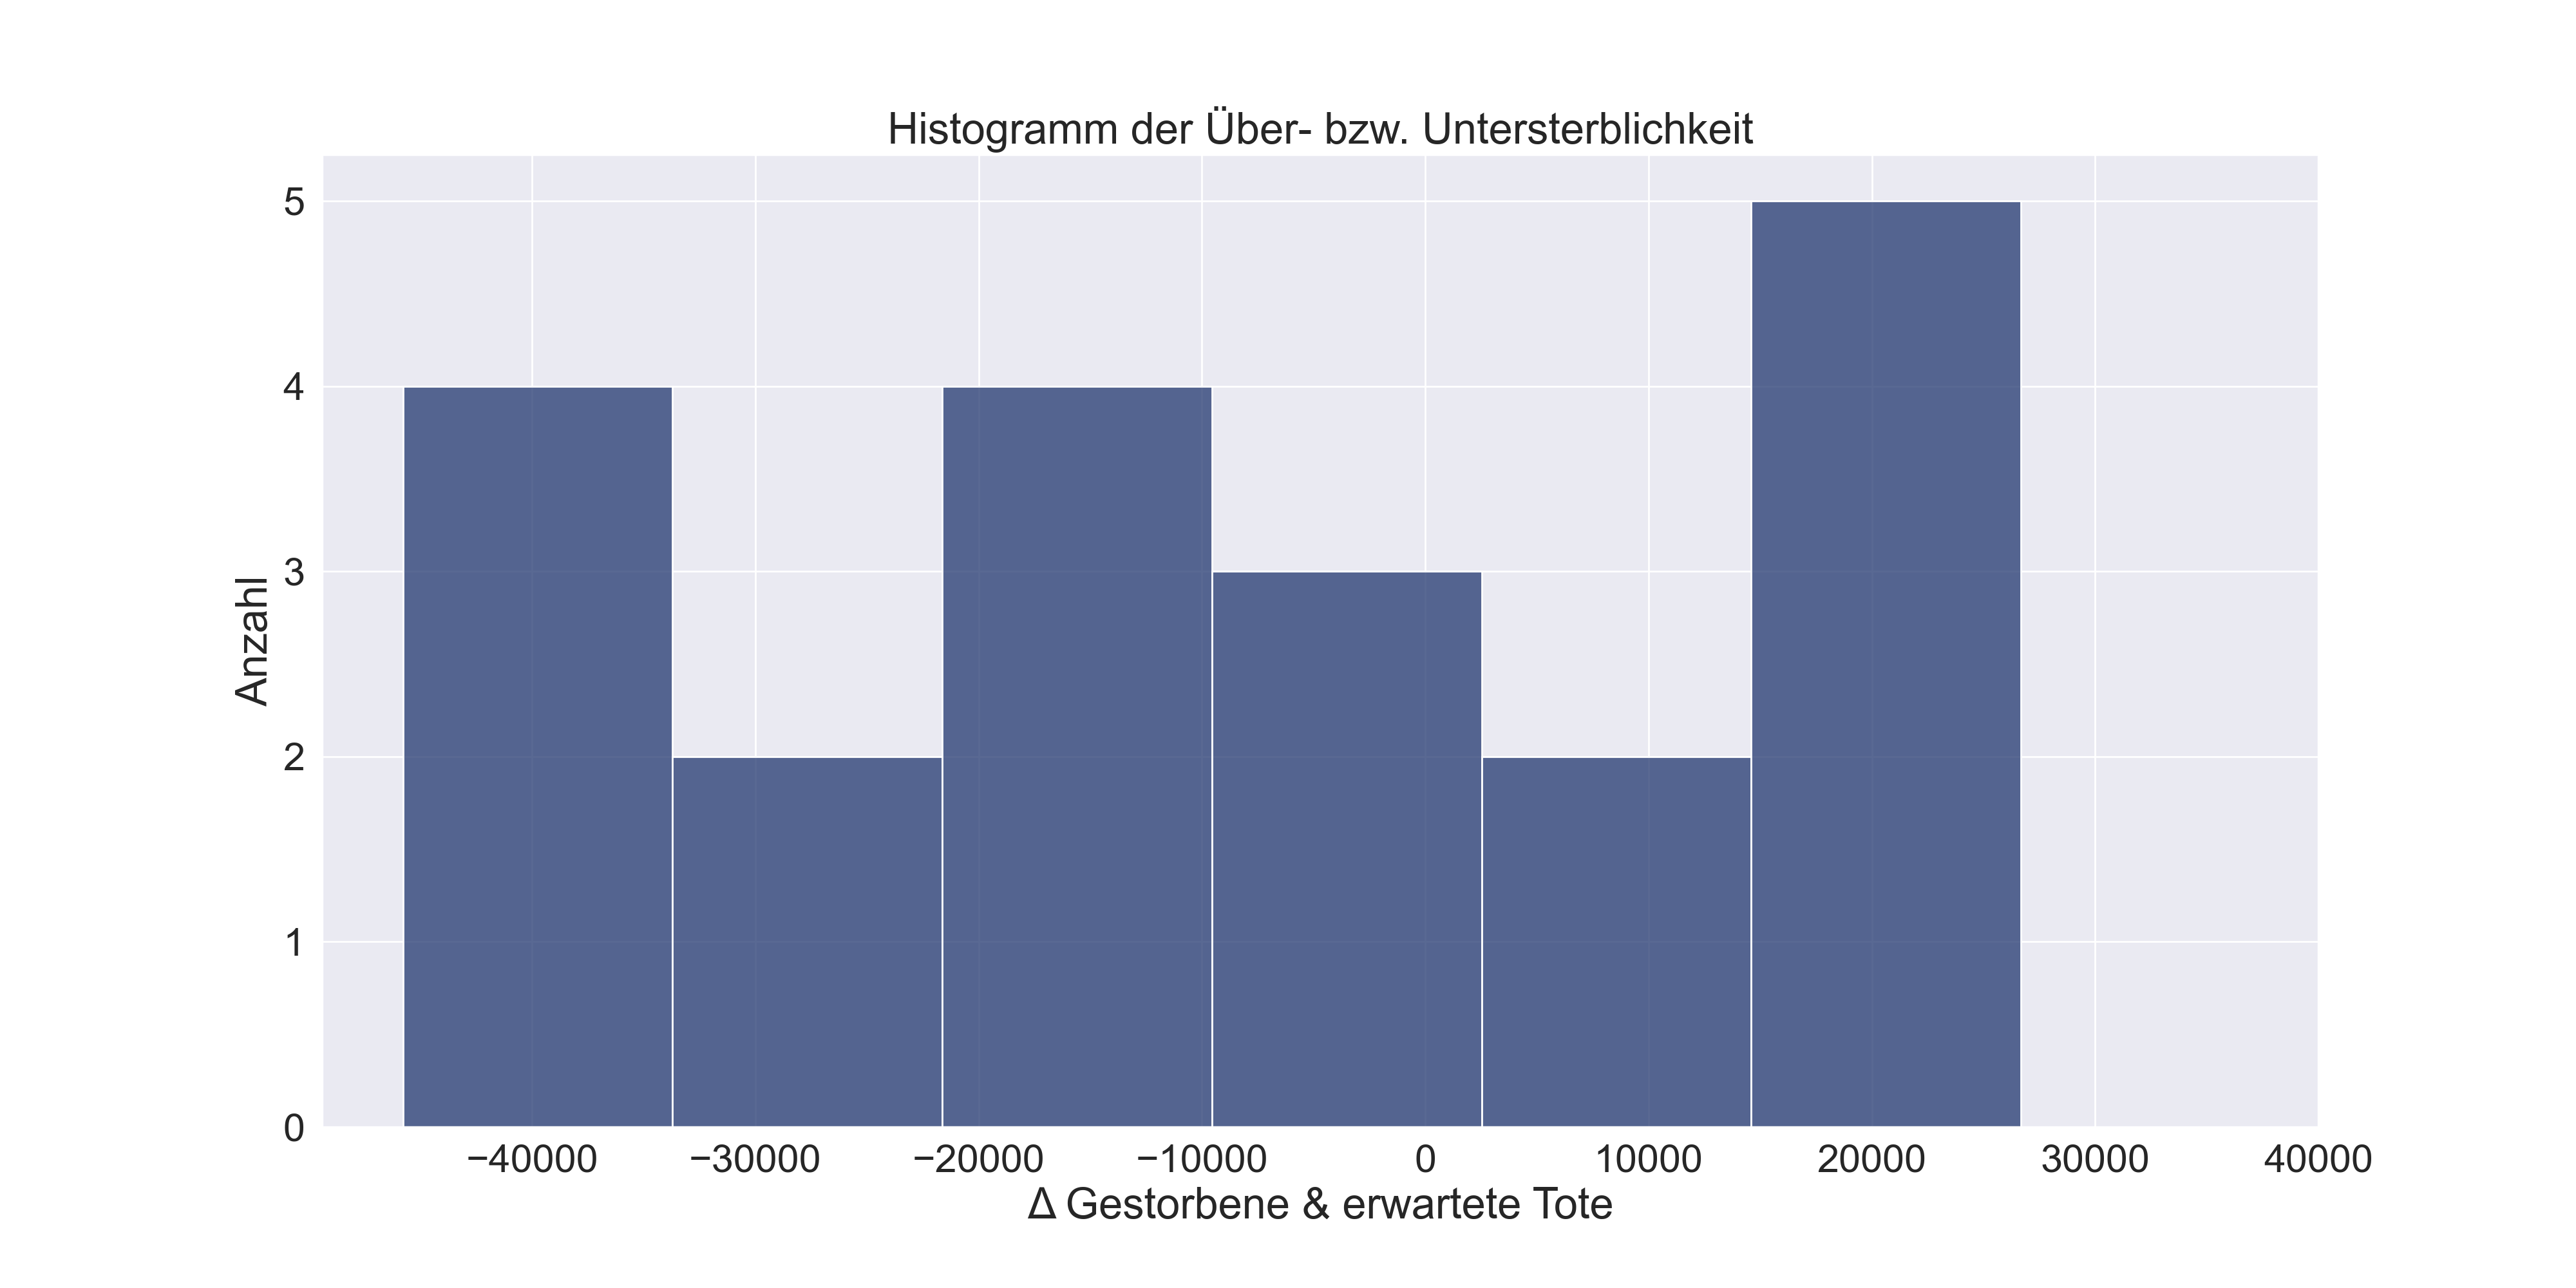 Histogramm der Über- bzw. Untersterblichkeit
5
4
3
2
1
0
Anzahl
−40000 −30000 −20000 −10000 0 10000 20000 30000 40000
Δ Gestorbene & erwartete Tote